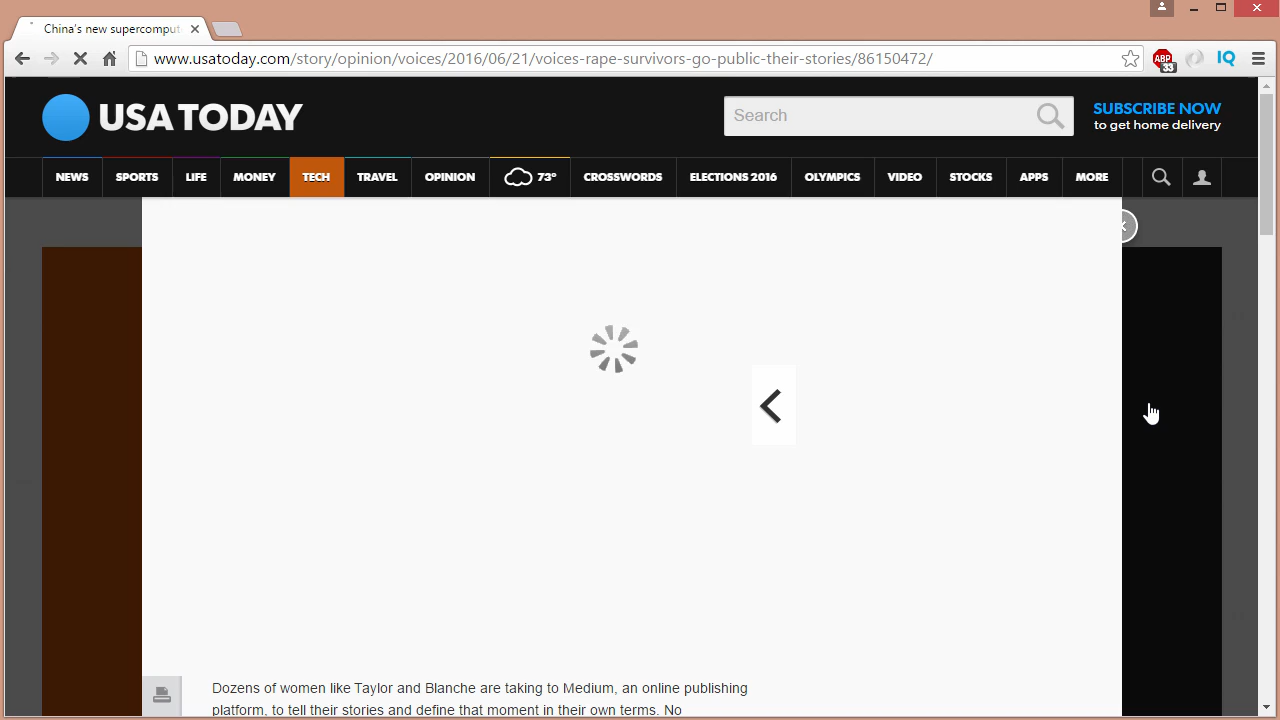 China's new supercomput
www.usatoday.com/story/opinion/voices/2016/06/21/voices-rape-survivors-go-public-their-stories/86150472/
ABP
33
IQ
USA TODAY
Search
SUBSCRIBE NOW
to get home delivery
NEWS SPORTS LIFE MONEY TECH TRAVEL OPINION 73° CROSSWORDS ELECTIONS 2016 OLYMPICS VIDEO STOCKS APPS MORE
Dozens of women like Taylor and Blanche are taking to Medium, an online publishing
platform, to tell their stories and define that moment in their own terms. No